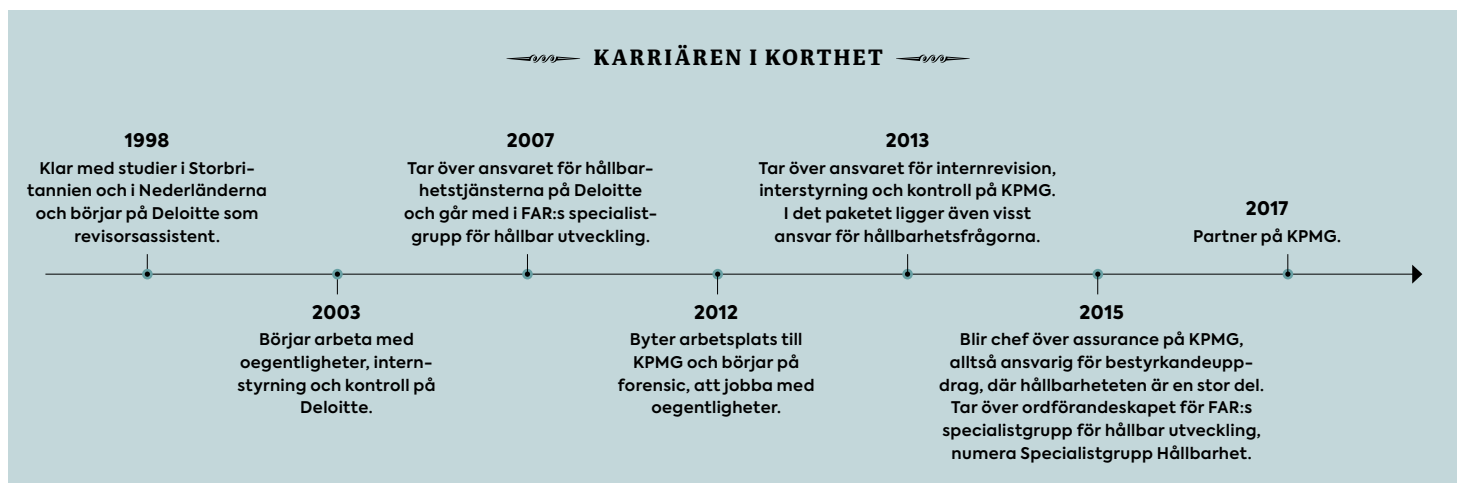 KARRIÄREN I KORTHET
1998
Klar med studier i Storbri-
tannien och i Nederländerna
och börjar på Deloitte som
revisorsassistent.
2003
Börjar arbeta med
oegentligheter, intern-
styrning och kontroll på
Deloitte.
2007
Tar över ansvaret för hållbar-
hetstjänsterna på Deloitte
och går med i FAR:s specialist-
grupp för hållbar utveckling.
2012
Byter arbetsplats till
KPMG och börjar på
forensic, att jobba med
oegentligheter.
2013
Tar över ansvaret för internrevision,
interstyrning och kontroll på KPMG.
I det paketet ligger även visst
ansvar för hållbarhetsfrågorna.
2015
Blir chef över assurance på KPMG,
alltså ansvarig för bestyrkandeupp-
drag, där hållbarheteten är en stor del.
Tar över ordförandeskapet för FAR:s
specialistgrupp för hållbar utveckling,
numera Specialistgrupp Hållbarhet.
2017
Partner på KPMG.